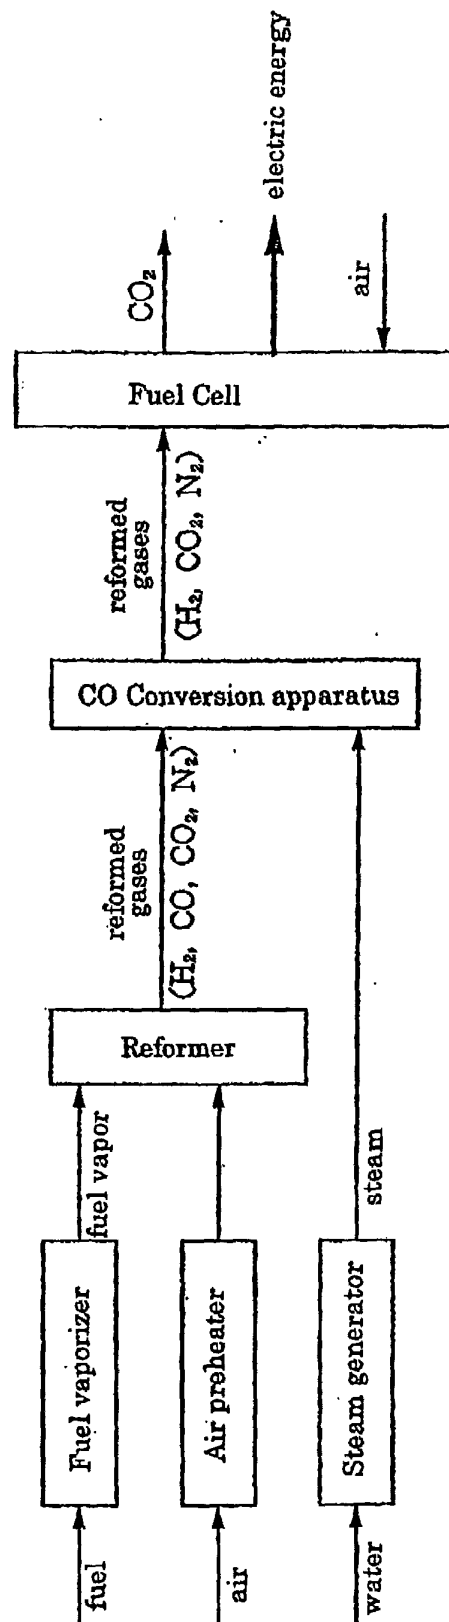 fuel
Fuel vaporizer
fuel vapor
air
Air preheater
water
Steam generator
steam
Reformer
reformed
gases
(H₂, CO, CO₂, N₂)
CO Conversion apparatus
reformed
gases
(H₂, CO₂, N₂)
Fuel Cell
CO₂
electric energy
air